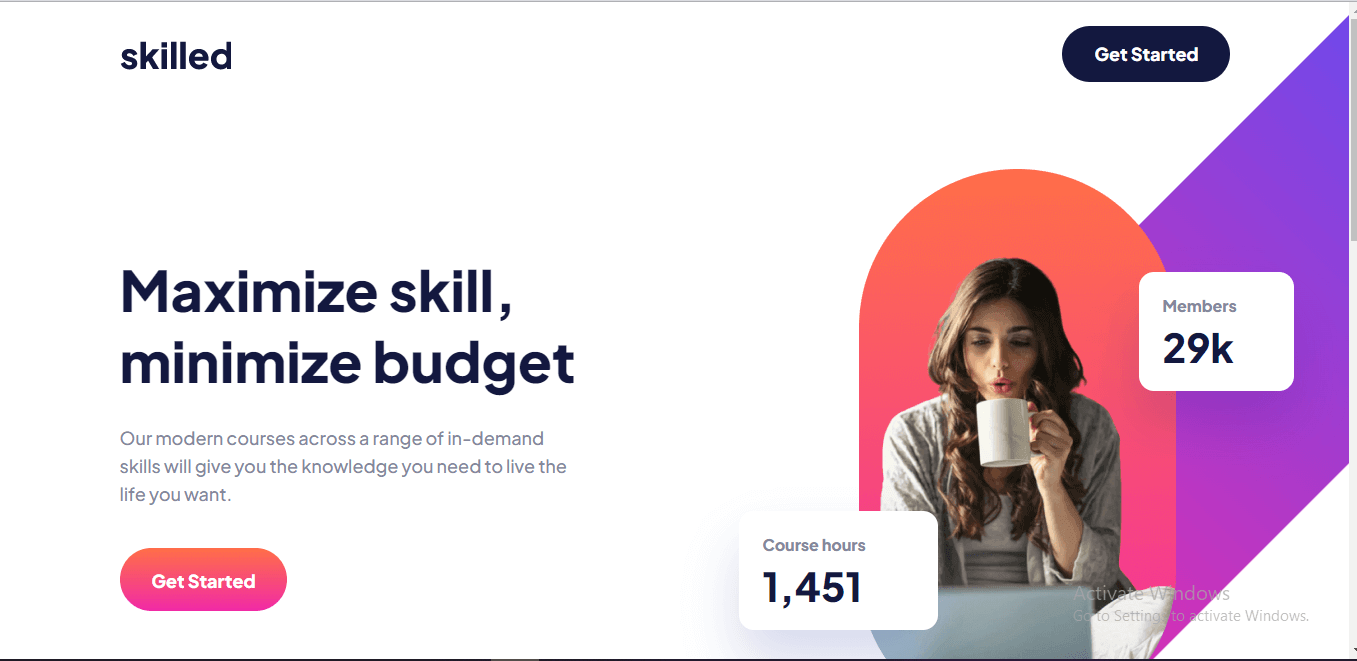 skilled
Get Started
Maximize skill,
minimize budget
Our modern courses across a range of in-demand
skills will give you the knowledge you need to live the
life you want.
Get Started
Members
29k
Course hours
1,451
Activate Windows
Go to Settings to activate Windows.